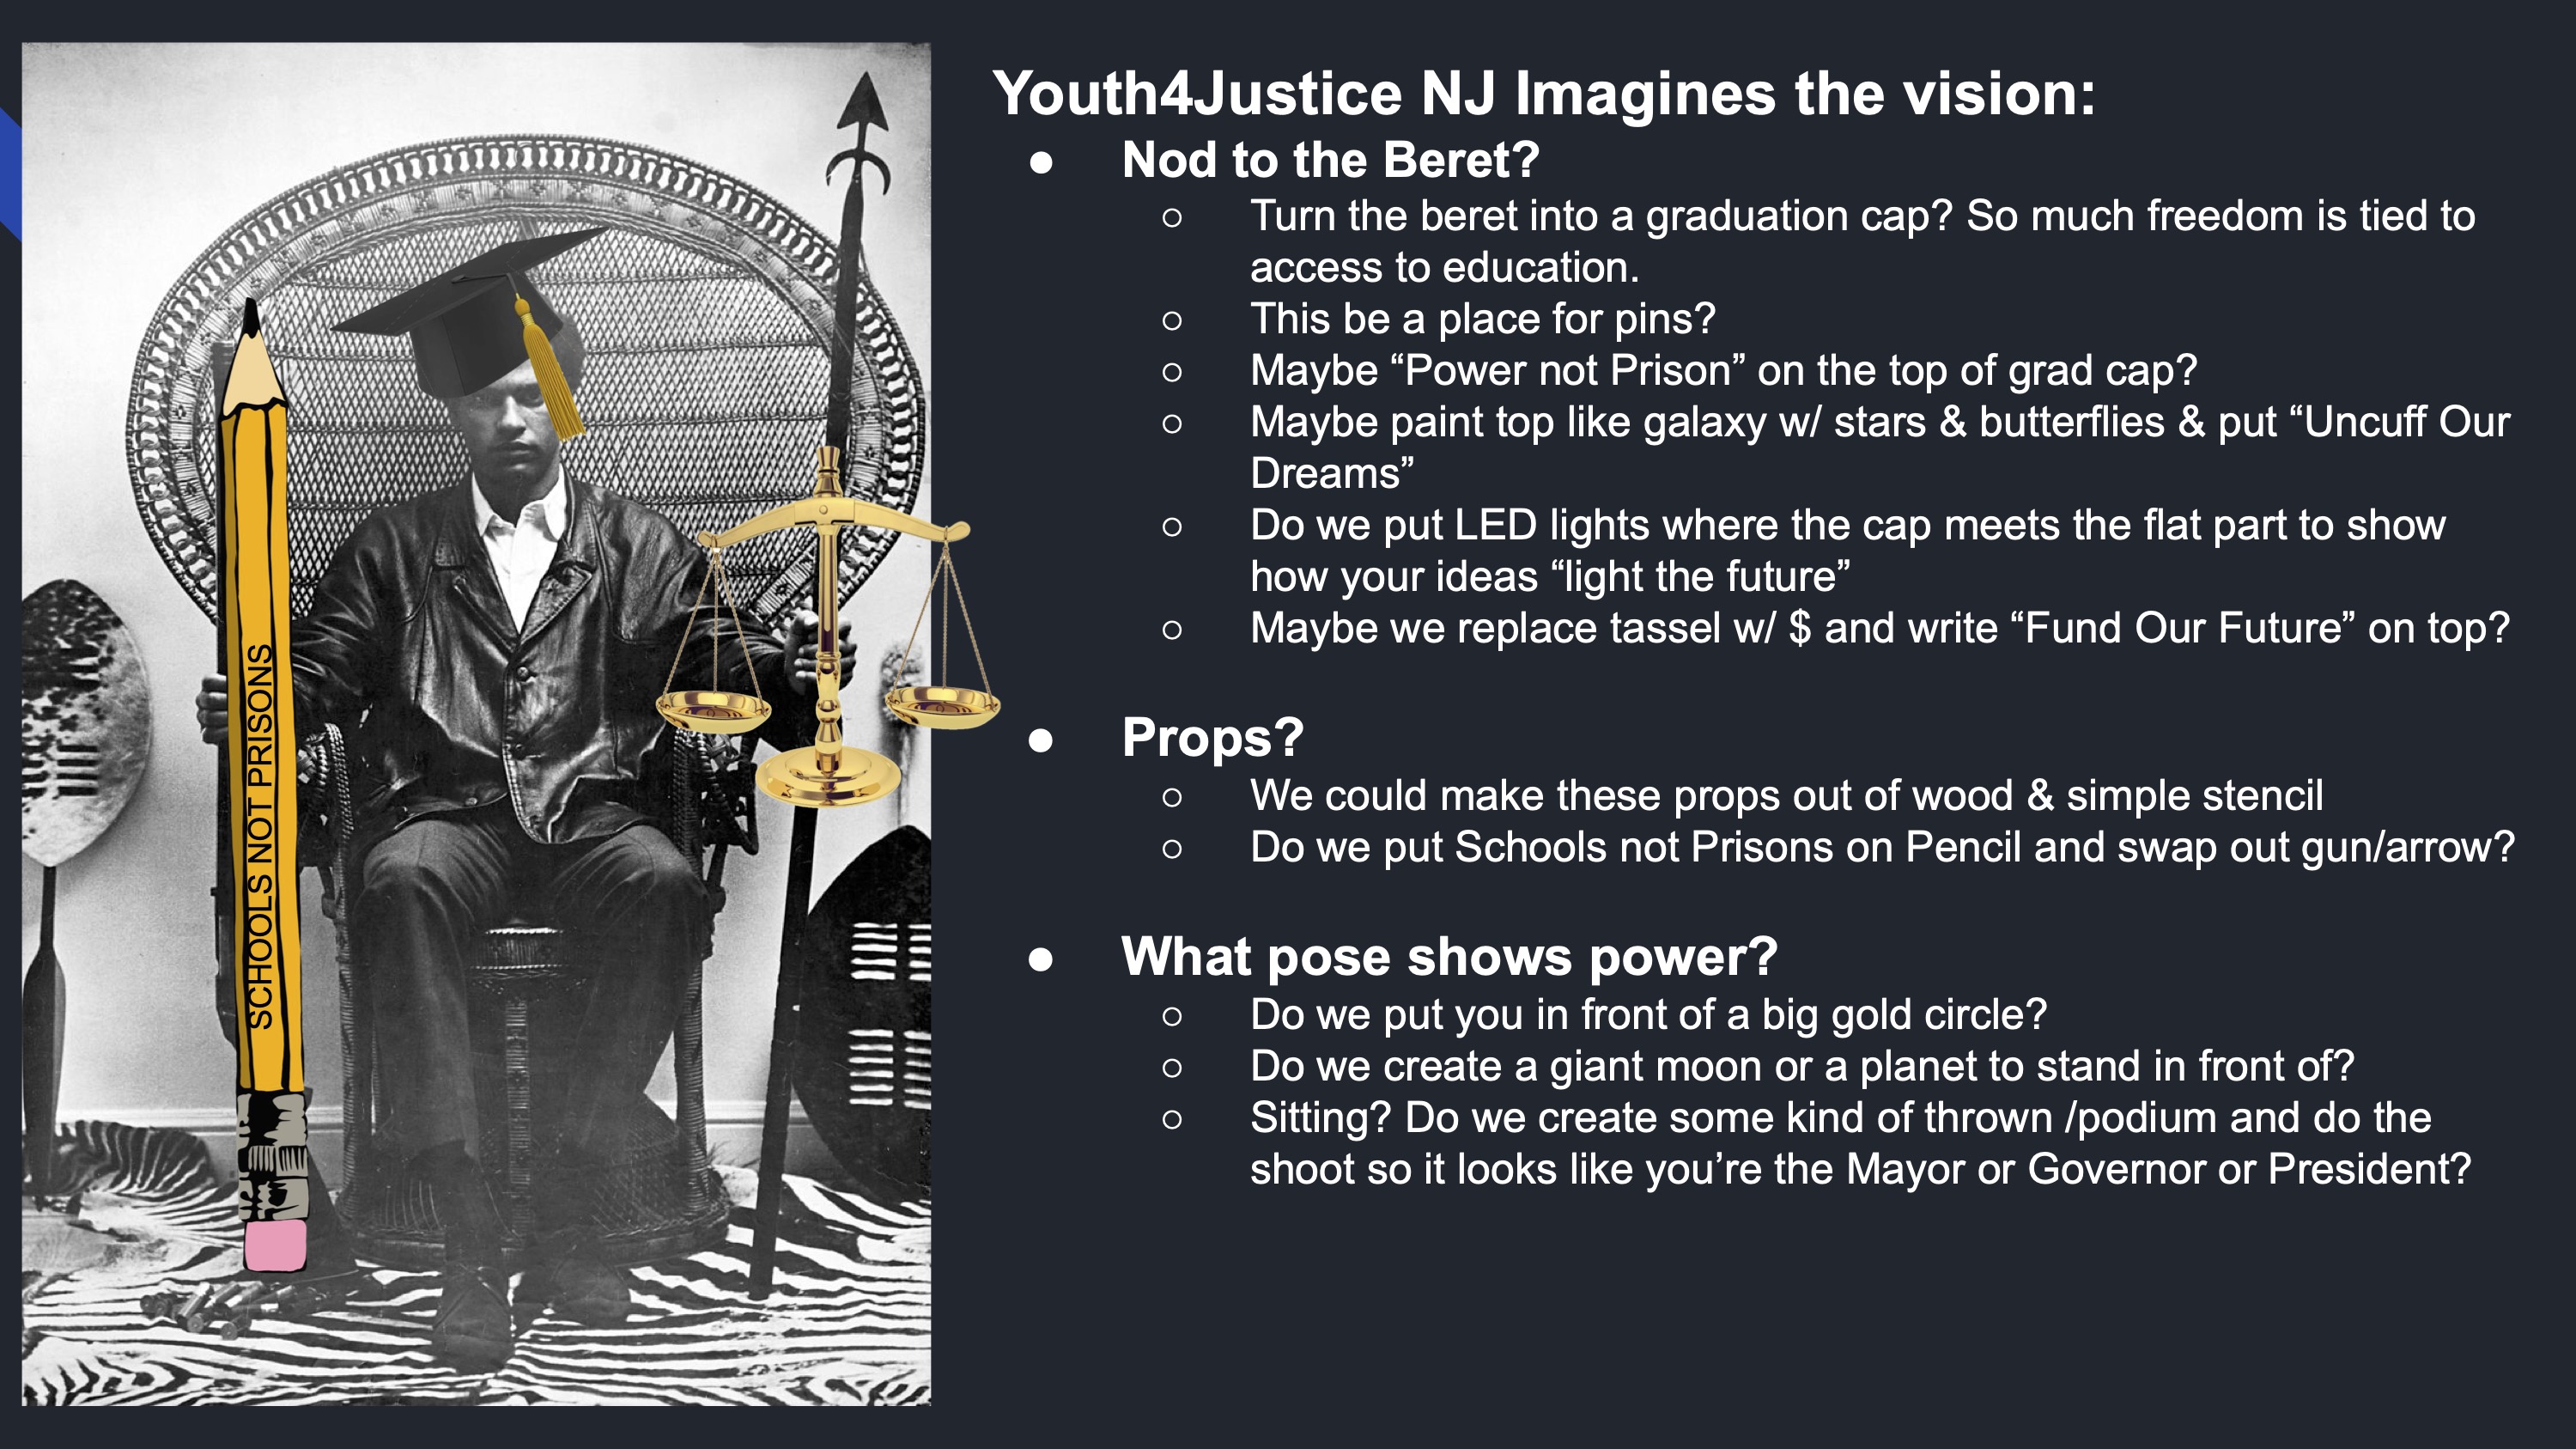 Youth4Justice NJ Imagines the vision:
● Nod to the Beret?
○ Turn the beret into a graduation cap? So much freedom is tied to
access to education.
○ This be a place for pins?
○ Maybe “Power not Prison” on the top of grad cap?
○ Maybe paint top like galaxy w/ stars & butterflies & put “Uncuff Our
Dreams”
○ Do we put LED lights where the cap meets the flat part to show
how your ideas “light the future”
○ Maybe we replace tassel w/ $ and write “Fund Our Future” on top?
● Props?
○ We could make these props out of wood & simple stencil
○ Do we put Schools not Prisons on Pencil and swap out gun/arrow?
● What pose shows power?
○ Do we put you in front of a big gold circle?
○ Do we create a giant moon or a planet to stand in front of?
○ Sitting? Do we create some kind of thrown /podium and do the
shoot so it looks like you’re the Mayor or Governor or President?
SCHOOLS NOT PRISONS